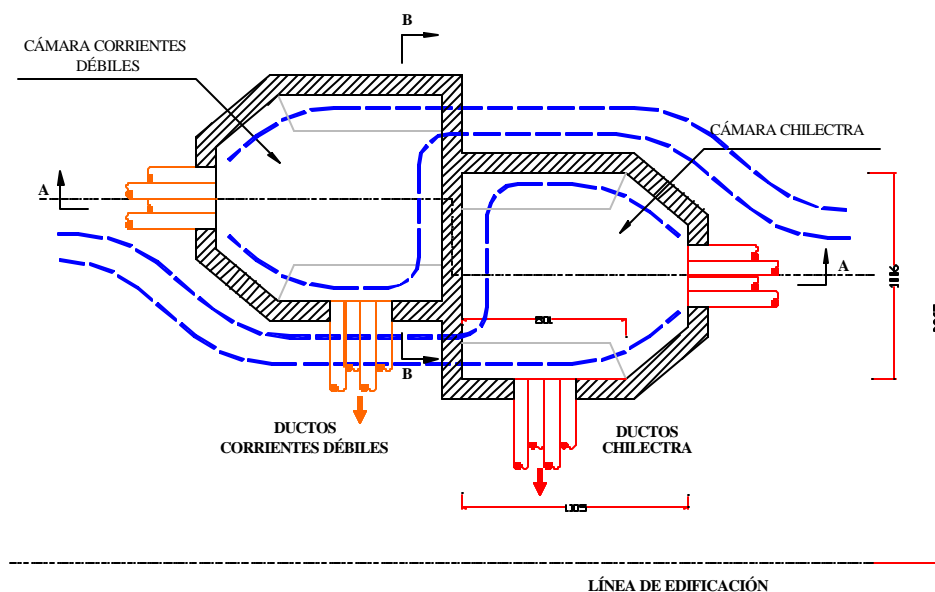 B
CÁMARA CORRIENTES
DÉBILES
CÁMARA CHILECTRA
A
A
B
DUCTOS
CORRIENTES DÉBILES
DUCTOS
CHILECTRA
LÍNEA DE EDIFICACIÓN